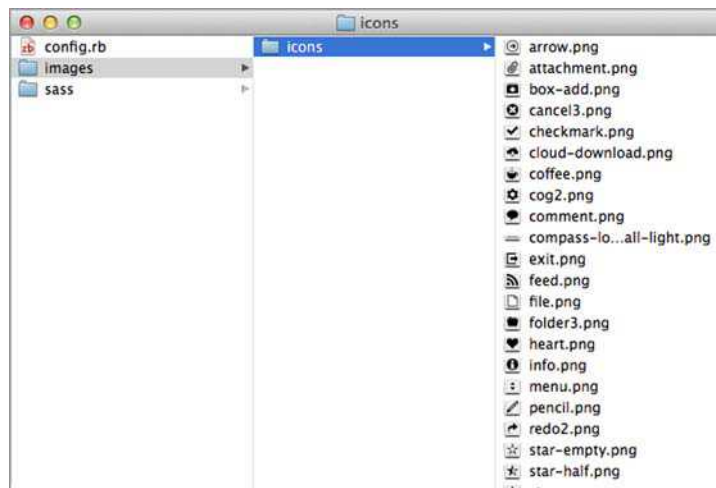 icons
config.rb
images
sass
icons
arrow.png
attachment.png
box-add.png
cancel3.png
checkmark.png
cloud-download.png
coffee.png
cog2.png
comment.png
compass-lo...all-light.png
exit.png
feed.png
file.png
folder3.png
heart.png
info.png
menu.png
pencil.png
redo2.png
star-empty.png
star-half.png